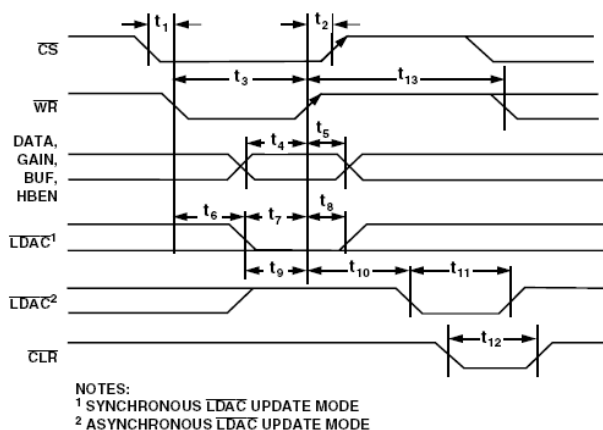 t1
t2
CS
t3
t13
WR
DATA,
GAIN,
BUF,
HBEN
t4
t5
t6
t7
t8
LDAC1
t9
t10
t11
LDAC2
t12
CLR
NOTES:
1 SYNCHRONOUS LDAC UPDATE MODE
2 ASYNCHRONOUS LDAC UPDATE MODE